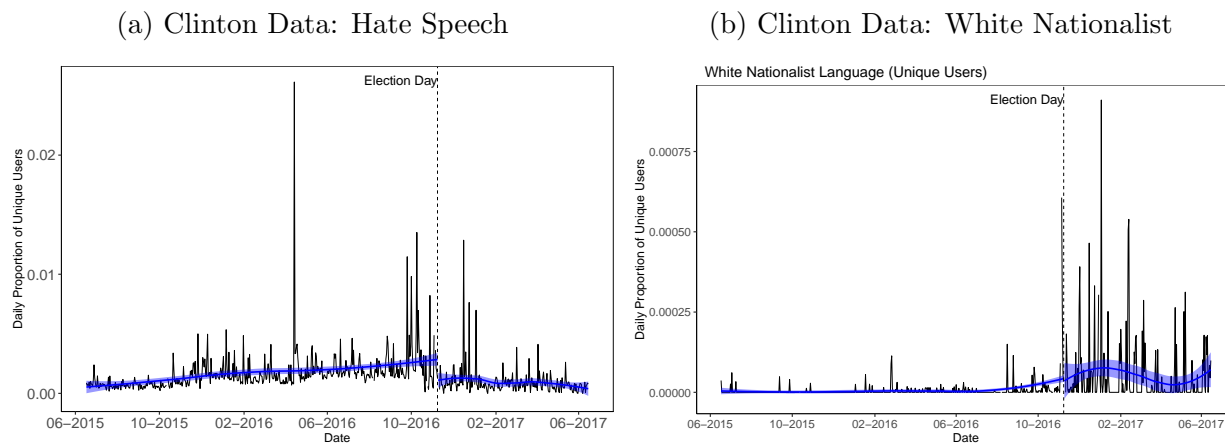 (a) Clinton Data: Hate Speech
Election Day
Daily Proportion of Unique Users
0.02
0.01
0.00
06–2015 10–2015 02–2016 06–2016 10–2016 02–2017 06–2017
Date
(b) Clinton Data: White Nationalist
White Nationalist Language (Unique Users)
Election Day
Daily Proportion of Unique Users
0.00075
0.00050
0.00025
0.00000
06–2015 10–2015 02–2016 06–2016 10–2016 02–2017 06–2017
Date